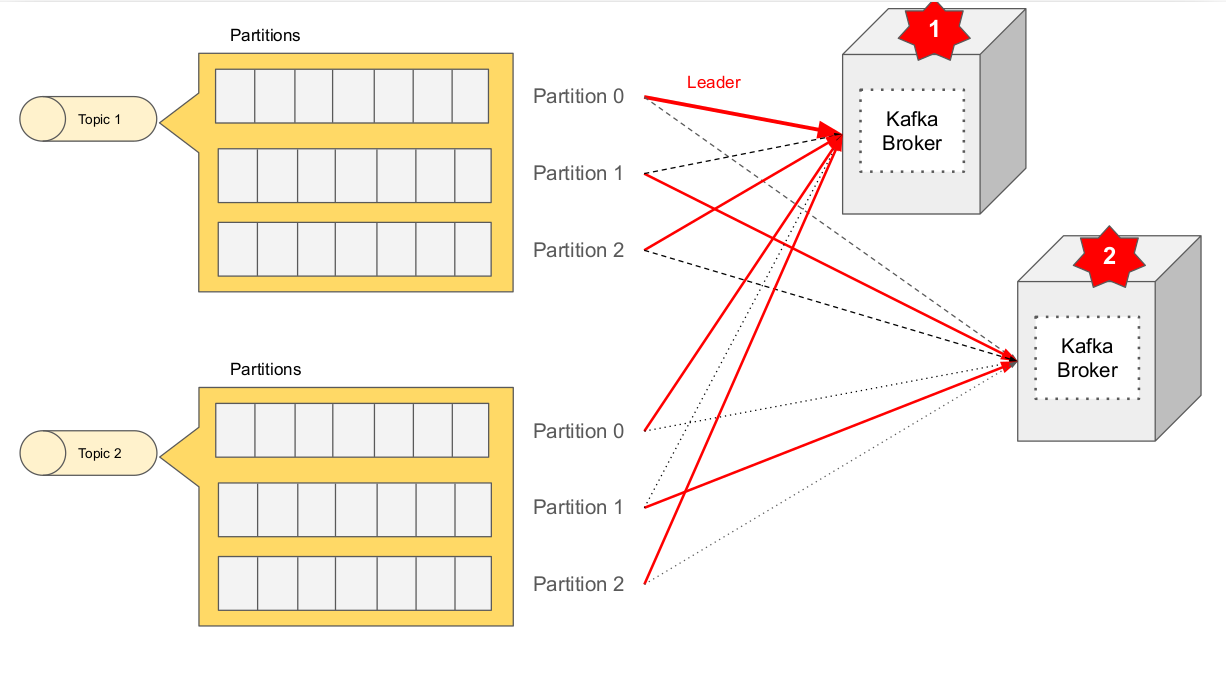 Partitions
Topic 1
Partition 0
Partition 1
Partition 2
Leader
1
Kafka
Broker
2
Kafka
Broker
Partitions
Topic 2
Partition 0
Partition 1
Partition 2